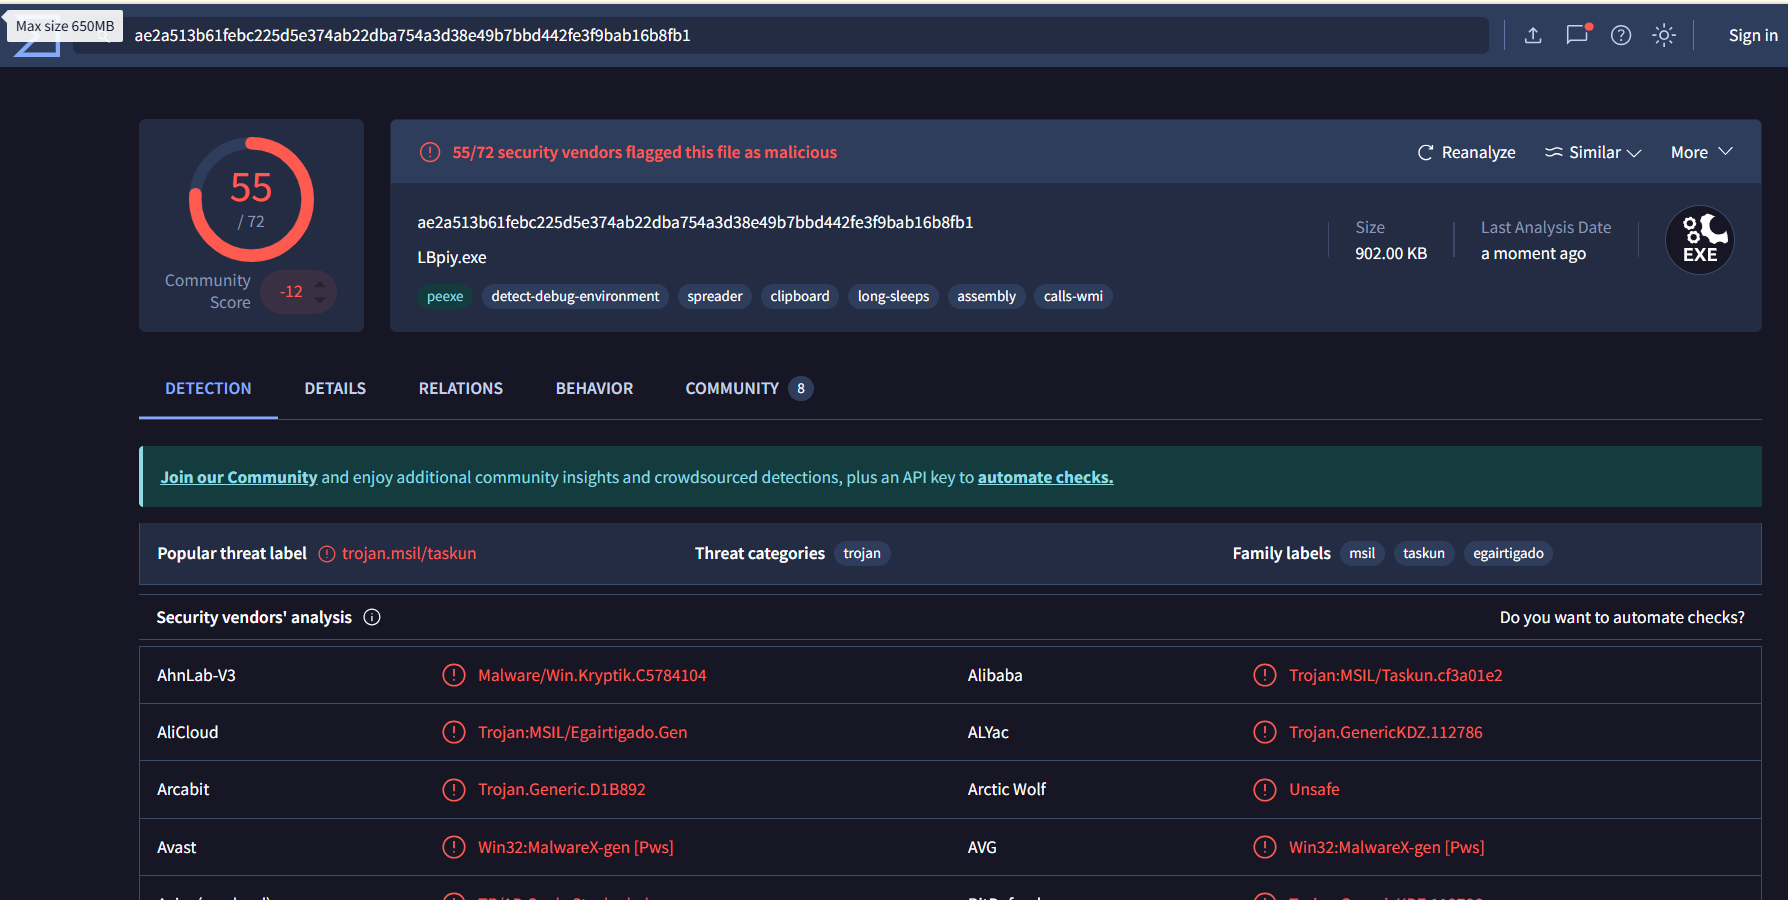 Max size 650MB
ae2a513b61febc225d5e374ab22dba754a3d38e49b7bbd442fe3f9bab16b8fb1
Sign in
55
/ 72
Community
Score
-12
55/72 security vendors flagged this file as malicious
Reanalyze
Similar
More
ae2a513b61febc225d5e374ab22dba754a3d38e49b7bbd442fe3f9bab16b8fb1
LBpiy.exe
peexe
detect-debug-environment
spreader
clipboard
long-sleeps
assembly
calls-wmi
Size
902.00 KB
Last Analysis Date
a moment ago
EXE
DETECTION
DETAILS
RELATIONS
BEHAVIOR
COMMUNITY 8
Join our Community and enjoy additional community insights and crowdsourced detections, plus an API key to automate checks.
Popular threat label trojan.msil/taskun
Threat categories trojan
Family labels msil taskun egairtigado
Security vendors' analysis
Do you want to automate checks?
AhnLab-V3 Malware/Win.Kryptik.C5784104
Alibaba Trojan:MSIL/Taskun.cf3a01e2
AliCloud Trojan:MSIL/Egairtigado.Gen
ALYac Trojan.GenericKDZ.112786
Arcabit Trojan.Generic.D1B892
Arctic Wolf Unsafe
Avast Win32:MalwareX-gen [Pws]
AVG Win32:MalwareX-gen [Pws]